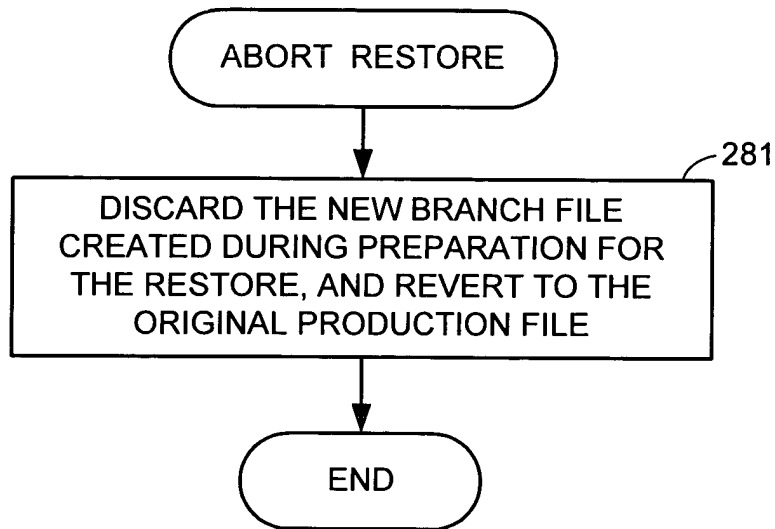 ABORT RESTORE
281
DISCARD THE NEW BRANCH FILE
CREATED DURING PREPARATION FOR
THE RESTORE, AND REVERT TO THE
ORIGINAL PRODUCTION FILE
END